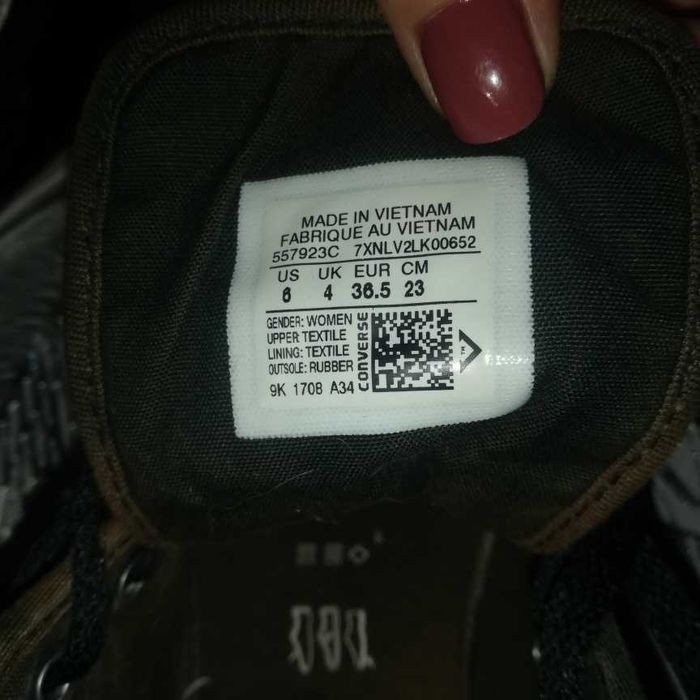 MADE IN VIETNAM
FABRIQUE AU VIETNAM
557923C 7XNLV2LK00652
US UK EUR CM
6 4 36.5 23
GENDER: WOMEN
UPPER TEXTILE
LINING: TEXTILE
OUTSOLE: RUBBER
CONVERSE
9K 1708 A34